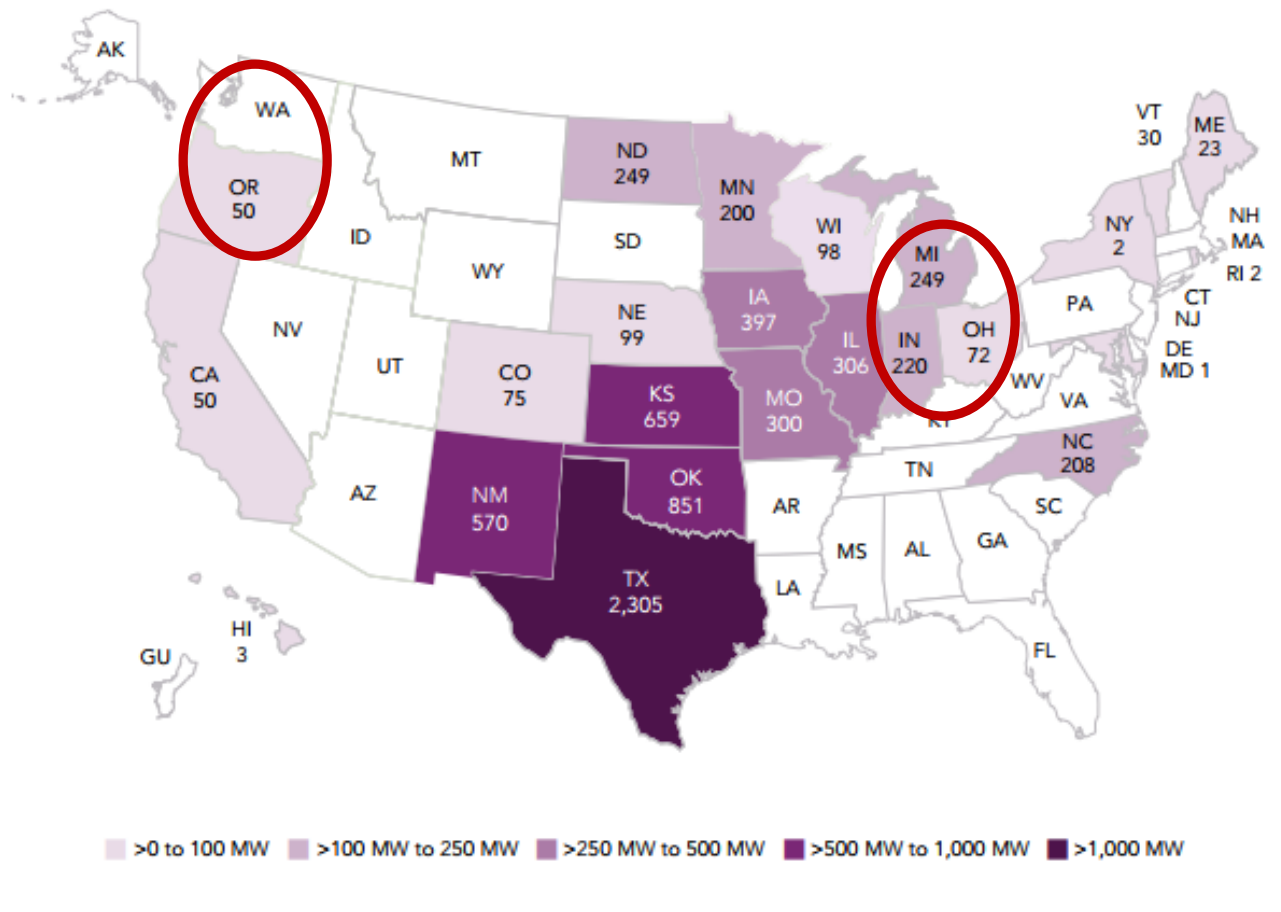 AK
WA
OR
50
CA
50
NV
ID
MT
WY
UT
AZ
CO
75
NM
570
ND
249
SD
NE
99
KS
659
OK
851
TX
2,305
MN
200
IA
397
MO
300
AR
LA
WI
98
IL
306
MI
249
IN
220
OH
72
KY
TN
MS
AL
GA
FL
SC
NC
208
VA
WV
PA
NY
2
VT
30
ME
23
NH
MA
RI 2
CT
NJ
DE
MD 1
HI
3
GU
>0 to 100 MW
>100 MW to 250 MW
>250 MW to 500 MW
>500 MW to 1,000 MW
>1,000 MW